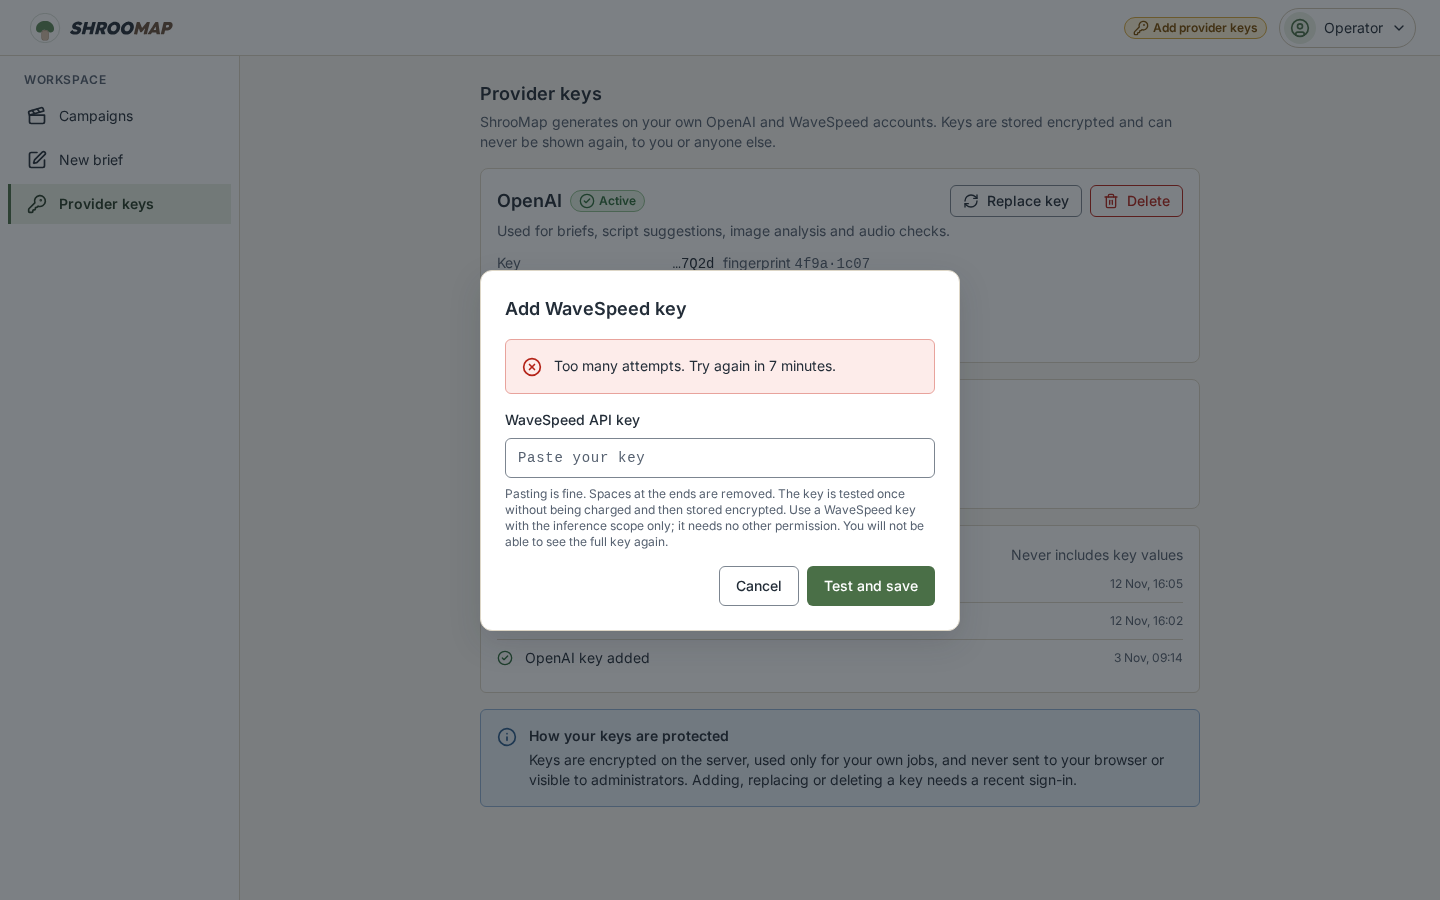 SHROOMAP
Add provider keys
Operator
WORKSPACE
Campaigns
New brief
Provider keys
Provider keys
ShrooMap generates on your own OpenAI and WaveSpeed accounts. Keys are stored encrypted and can
never be shown again, to you or anyone else.
OpenAI
Active
Replace key
Delete
Used for briefs, script suggestions, image analysis and audio checks.
Key
…7Q2d fingerprint 4f9a·1c07
Add WaveSpeed key
Too many attempts. Try again in 7 minutes.
WaveSpeed API key
Paste your key
Pasting is fine. Spaces at the ends are removed. The key is tested once
without being charged and then stored encrypted. Use a WaveSpeed key
with the inference scope only; it needs no other permission. You will not be
able to see the full key again.
Cancel
Test and save
Never includes key values
12 Nov, 16:05
12 Nov, 16:02
OpenAI key added
3 Nov, 09:14
How your keys are protected
Keys are encrypted on the server, used only for your own jobs, and never sent to your browser or
visible to administrators. Adding, replacing or deleting a key needs a recent sign-in.